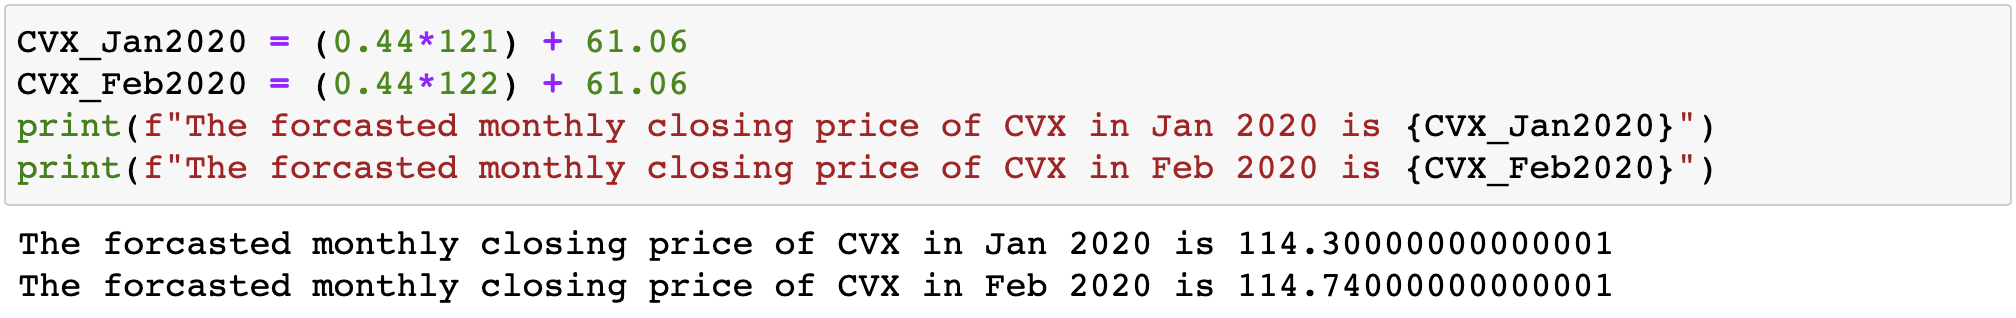 CVX_Jan2020 = (0.44*121) + 61.06
CVX_Feb2020 = (0.44*122) + 61.06
print(f"The forcasted monthly closing price of CVX in Jan 2020 is {CVX_Jan2020}")
print(f"The forcasted monthly closing price of CVX in Feb 2020 is {CVX_Feb2020}")
The forcasted monthly closing price of CVX in Jan 2020 is 114.30000000000001
The forcasted monthly closing price of CVX in Feb 2020 is 114.74000000000001